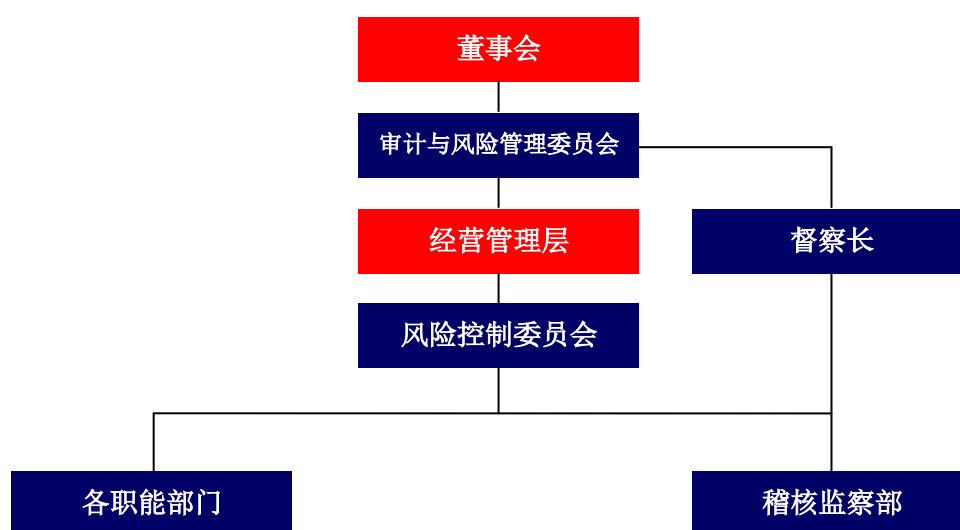 董事会
审计与风险管理委员会
经营管理层
督察长
风险控制委员会
各职能部门
稽核监察部